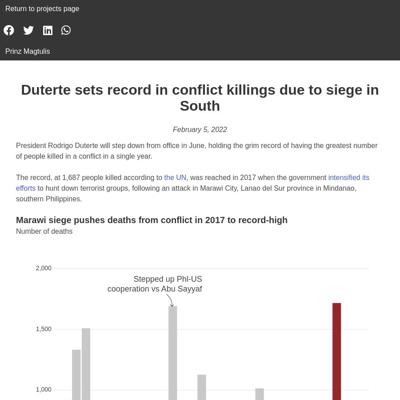 Return to projects page
Prinz Magtulis
Duterte sets record in conflict killings due to siege in
South
February 5, 2022
President Rodrigo Duterte will step down from office in June, holding the grim record of having the greatest number
of people killed in a conflict in a single year.
The record, at 1,687 people killed according to the UN, was reached in 2017 when the government intensified its
efforts to hunt down terrorist groups, following an attack in Marawi City, Lanao del Sur province in Mindanao,
southern Philippines.
Marawi siege pushes deaths from conflict in 2017 to record-high
Number of deaths
2,000
Stepped up Phl-US
cooperation vs Abu Sayyaf
1,500
1,000